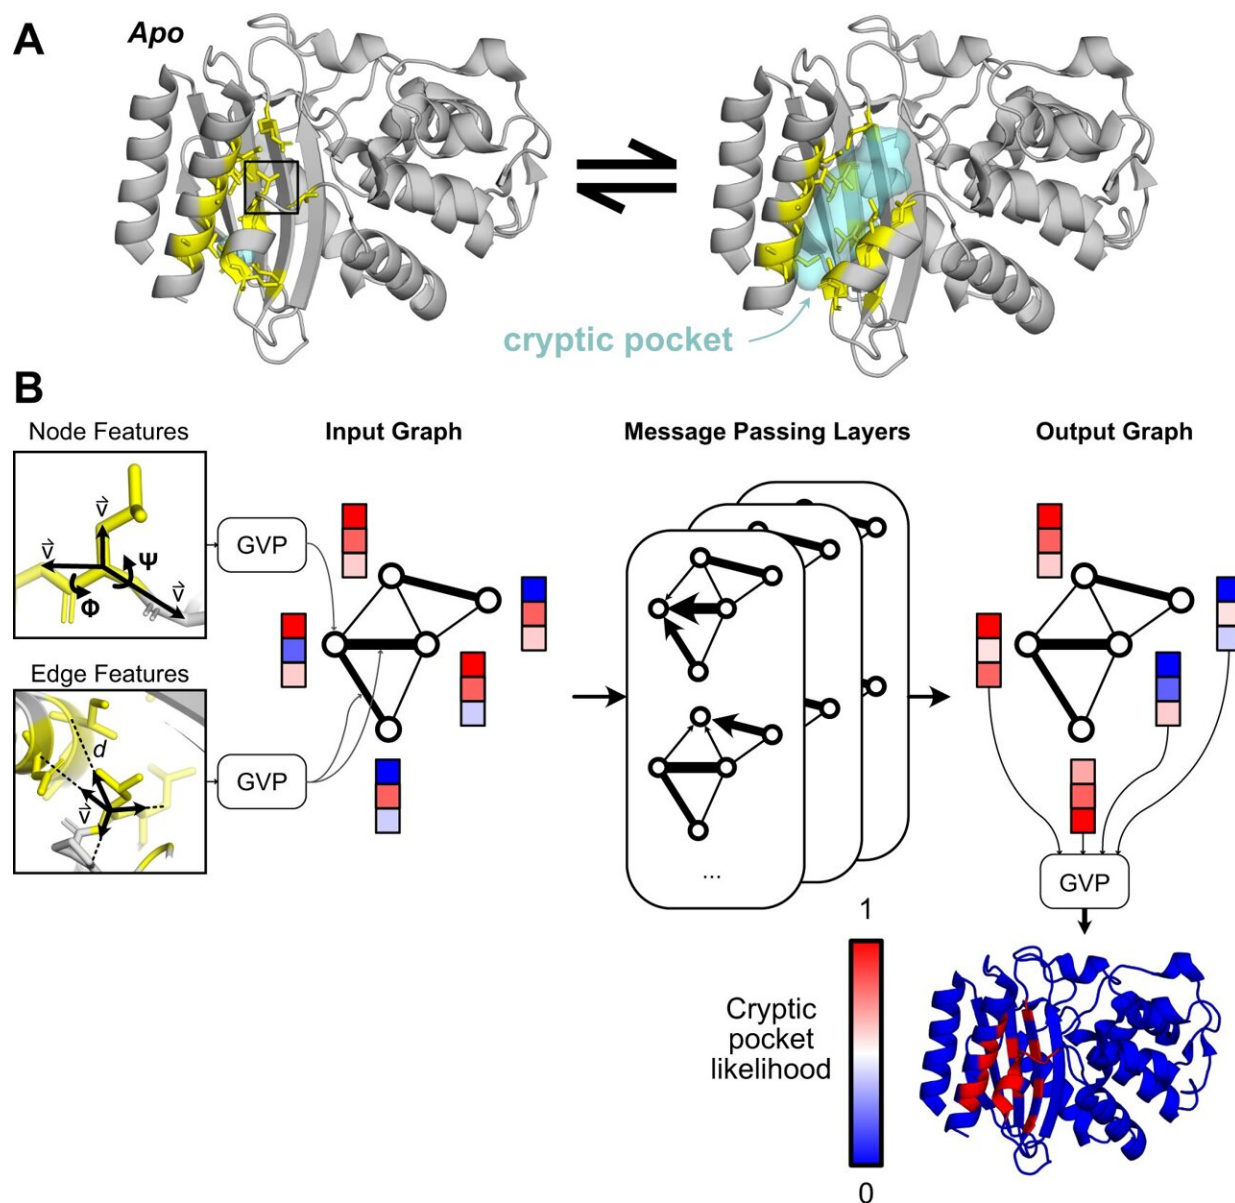 A
Apo
cryptic pocket
B
Node Features
Input Graph
Message Passing Layers
Output Graph
v⃗
v⃗
Ψ
Φ
v⃗
GVP
Edge Features
d
v⃗
GVP
...
GVP
1
Cryptic
pocket
likelihood
0